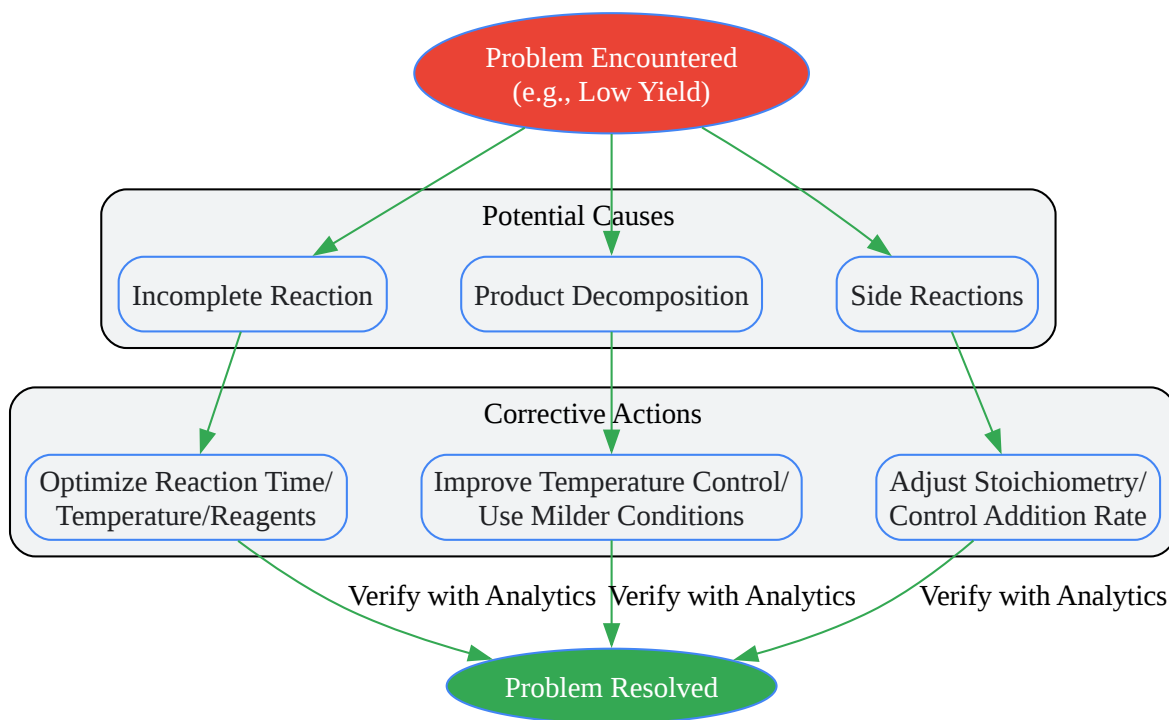 Problem Encountered
(e.g., Low Yield)
Potential Causes
Incomplete Reaction
Product Decomposition
Side Reactions
Corrective Actions
Optimize Reaction Time/
Temperature/Reagents
Improve Temperature Control/
Use Milder Conditions
Adjust Stoichiometry/
Control Addition Rate
Verify with Analytics
Verify with Analytics
Verify with Analytics
Problem Resolved